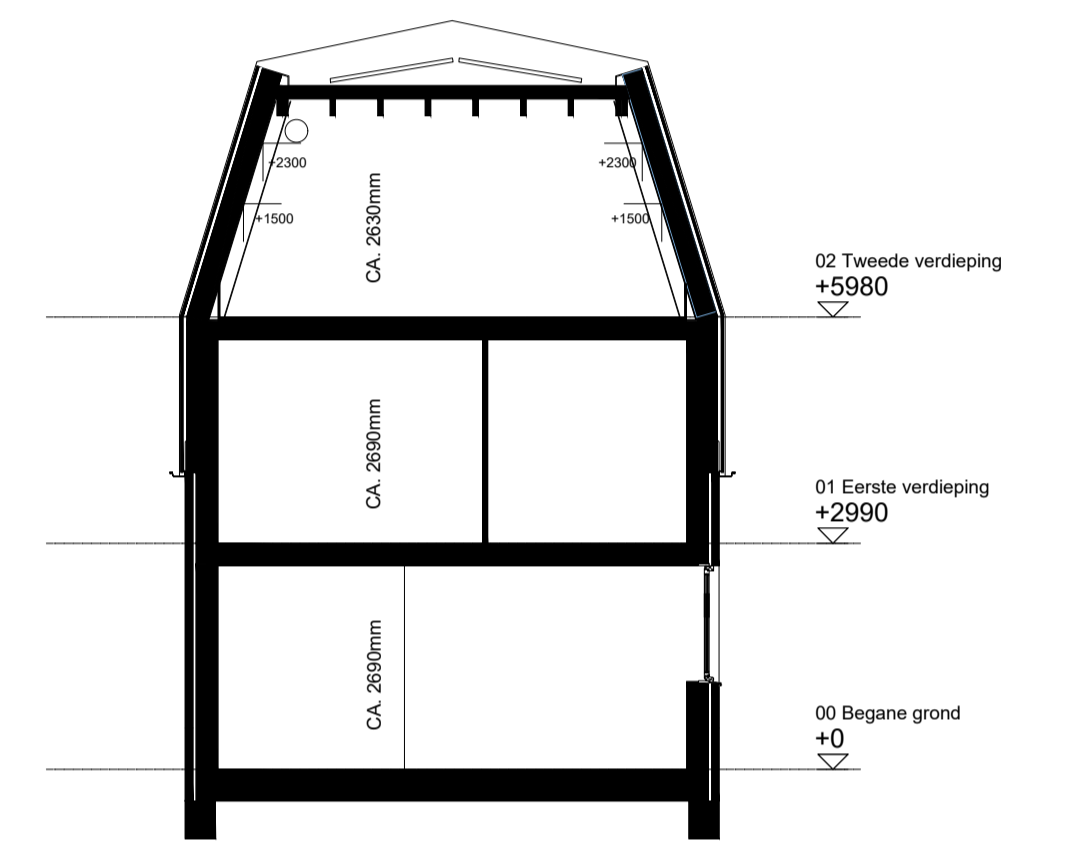 +2300
+2300
+1500
+1500
CA. 2630mm
02 Tweede verdieping
+5980
CA. 2690mm
01 Eerste verdieping
+2990
CA. 2690mm
00 Begane grond
+0